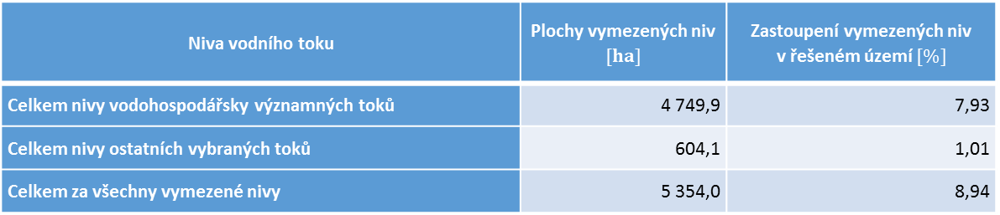 Niva vodního toku
Plochy vymezených niv
[ha]
Zastoupení vymezených niv
v řešeném území [%]
Celkem nivy vodohospodářsky významných toků 4 749,9 7,93
Celkem nivy ostatních vybraných toků 604,1 1,01
Celkem za všechny vymezené nivy 5 354,0 8,94